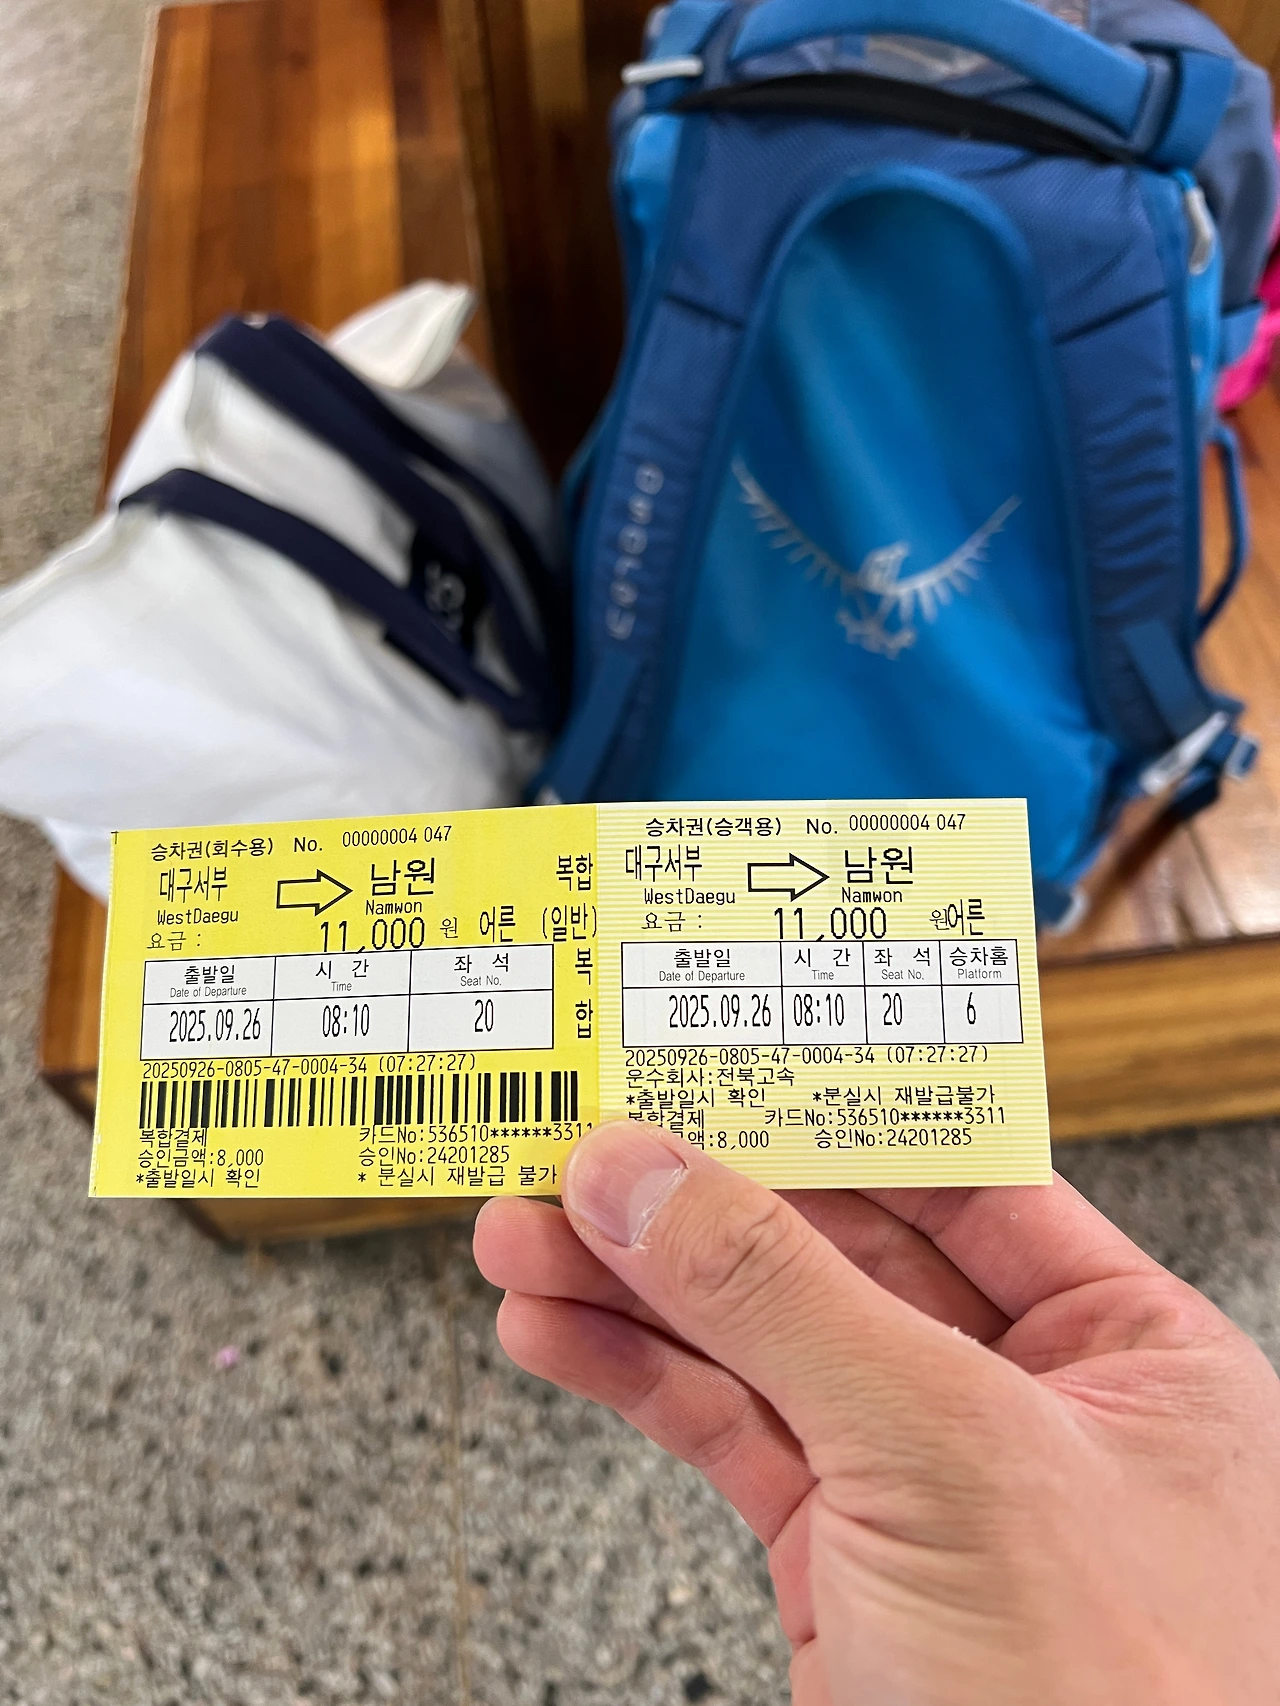 OSPREY
승차권(회수용) No. 00000004 047
대구서부 남원 복합
WestDaegu Namwon
요금 : 11,000 원 어른 (일반)
출발일 시 간 좌 석 복
Date of Departure Time Seat No.
2025.09.26 08:10 20 합
20250926-0805-47-0004-34 (07:27:27)
복합결제 카드No:536510******3311
승인금액:8,000 승인No:24201285
*출발일시 확인 * 분실시 재발급 불가
승차권(승객용) No. 00000004 047
대구서부 남원
WestDaegu Namwon
요금 : 11,000 원어른
출발일 시 간 좌 석 승차홈
Date of Departure Time Seat No. Platform
2025.09.26 08:10 20 6
20250926-0805-47-0004-34 (07:27:27)
운수회사:전북고속
*출발일시 확인 *분실시 재발급불가
복합결제 카드No:536510******3311
금액:8,000 승인No:24201285